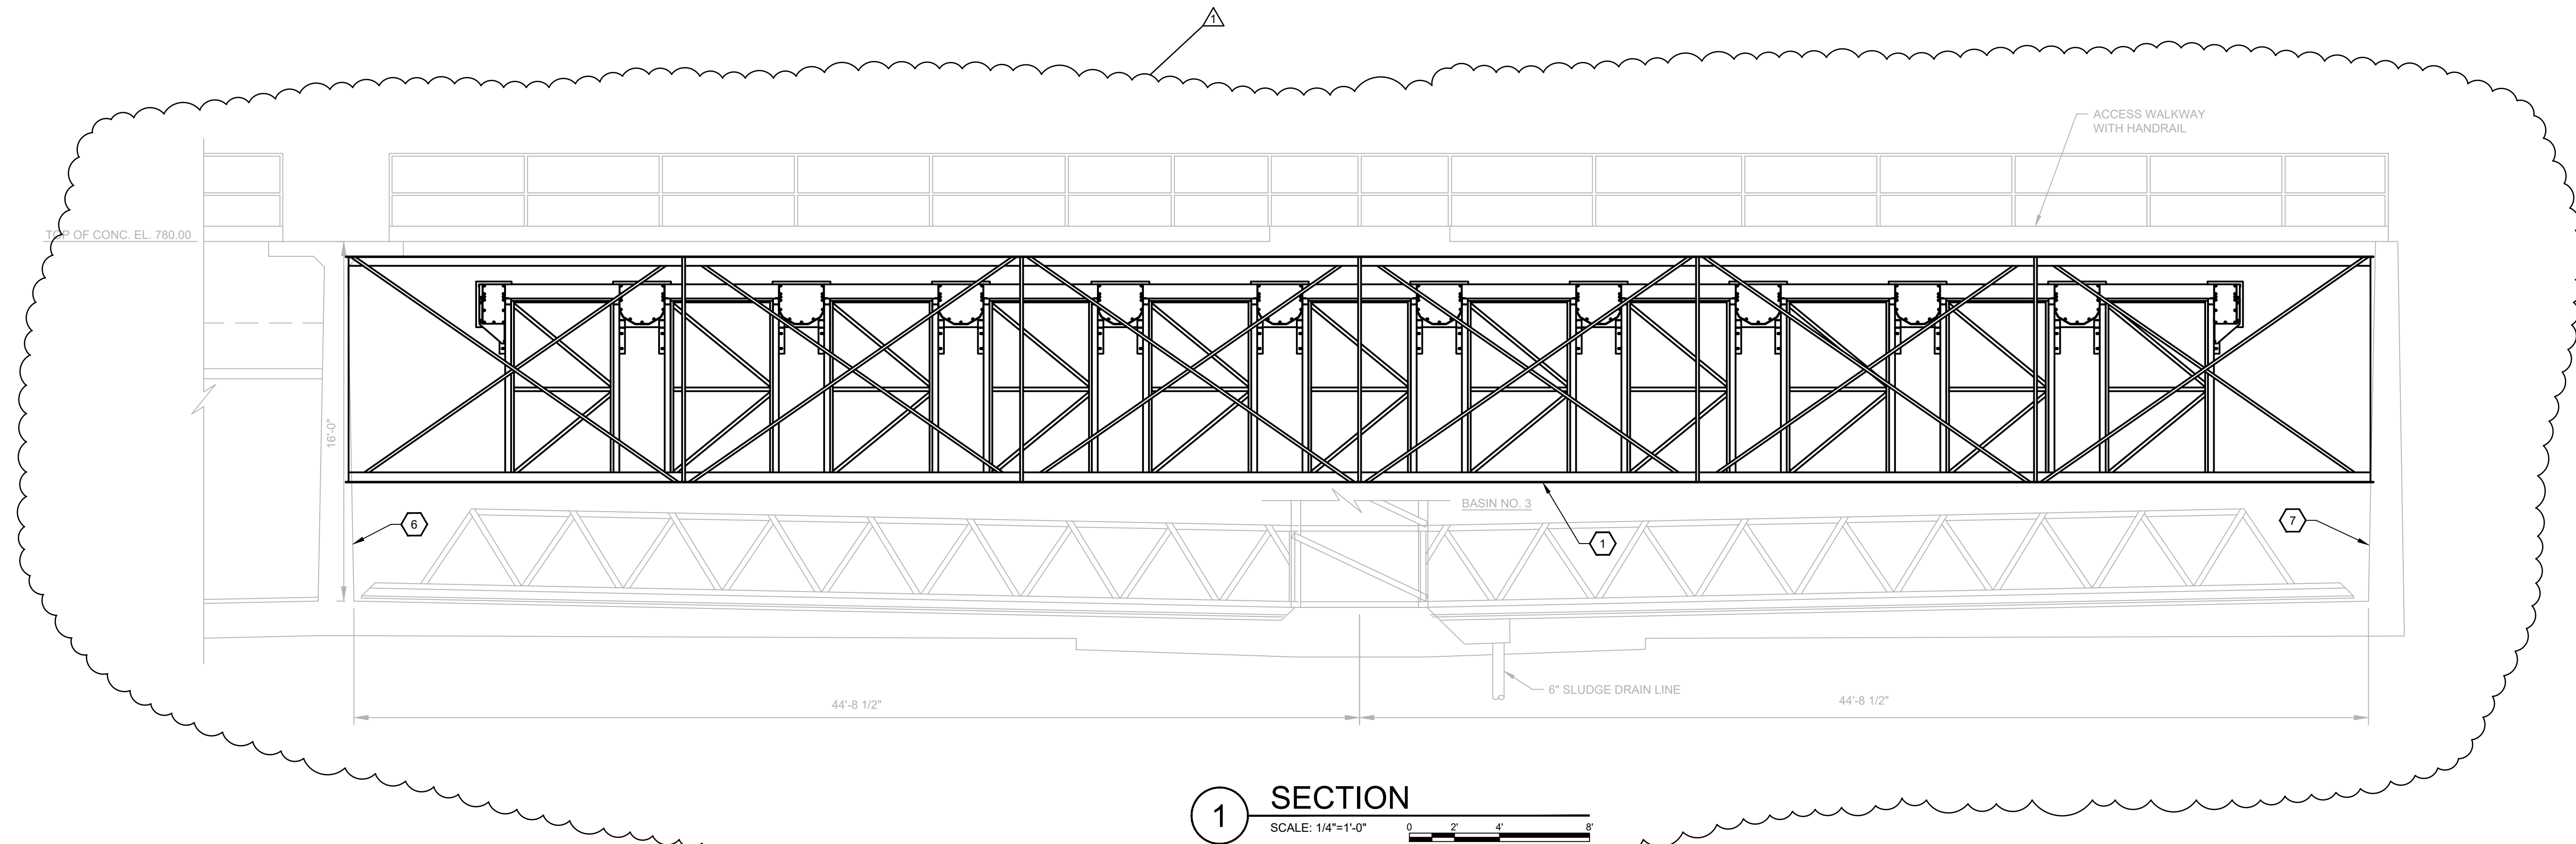 1
ACCESS WALKWAY
WITH HANDRAIL
TOP OF CONC. EL. 780.00
16'-0"
BASIN NO. 3
6
7
1
6" SLUDGE DRAIN LINE
44'-8 1/2"
44'-8 1/2"
1
SECTION
SCALE: 1/4"=1'-0"
0 2' 4' 8'